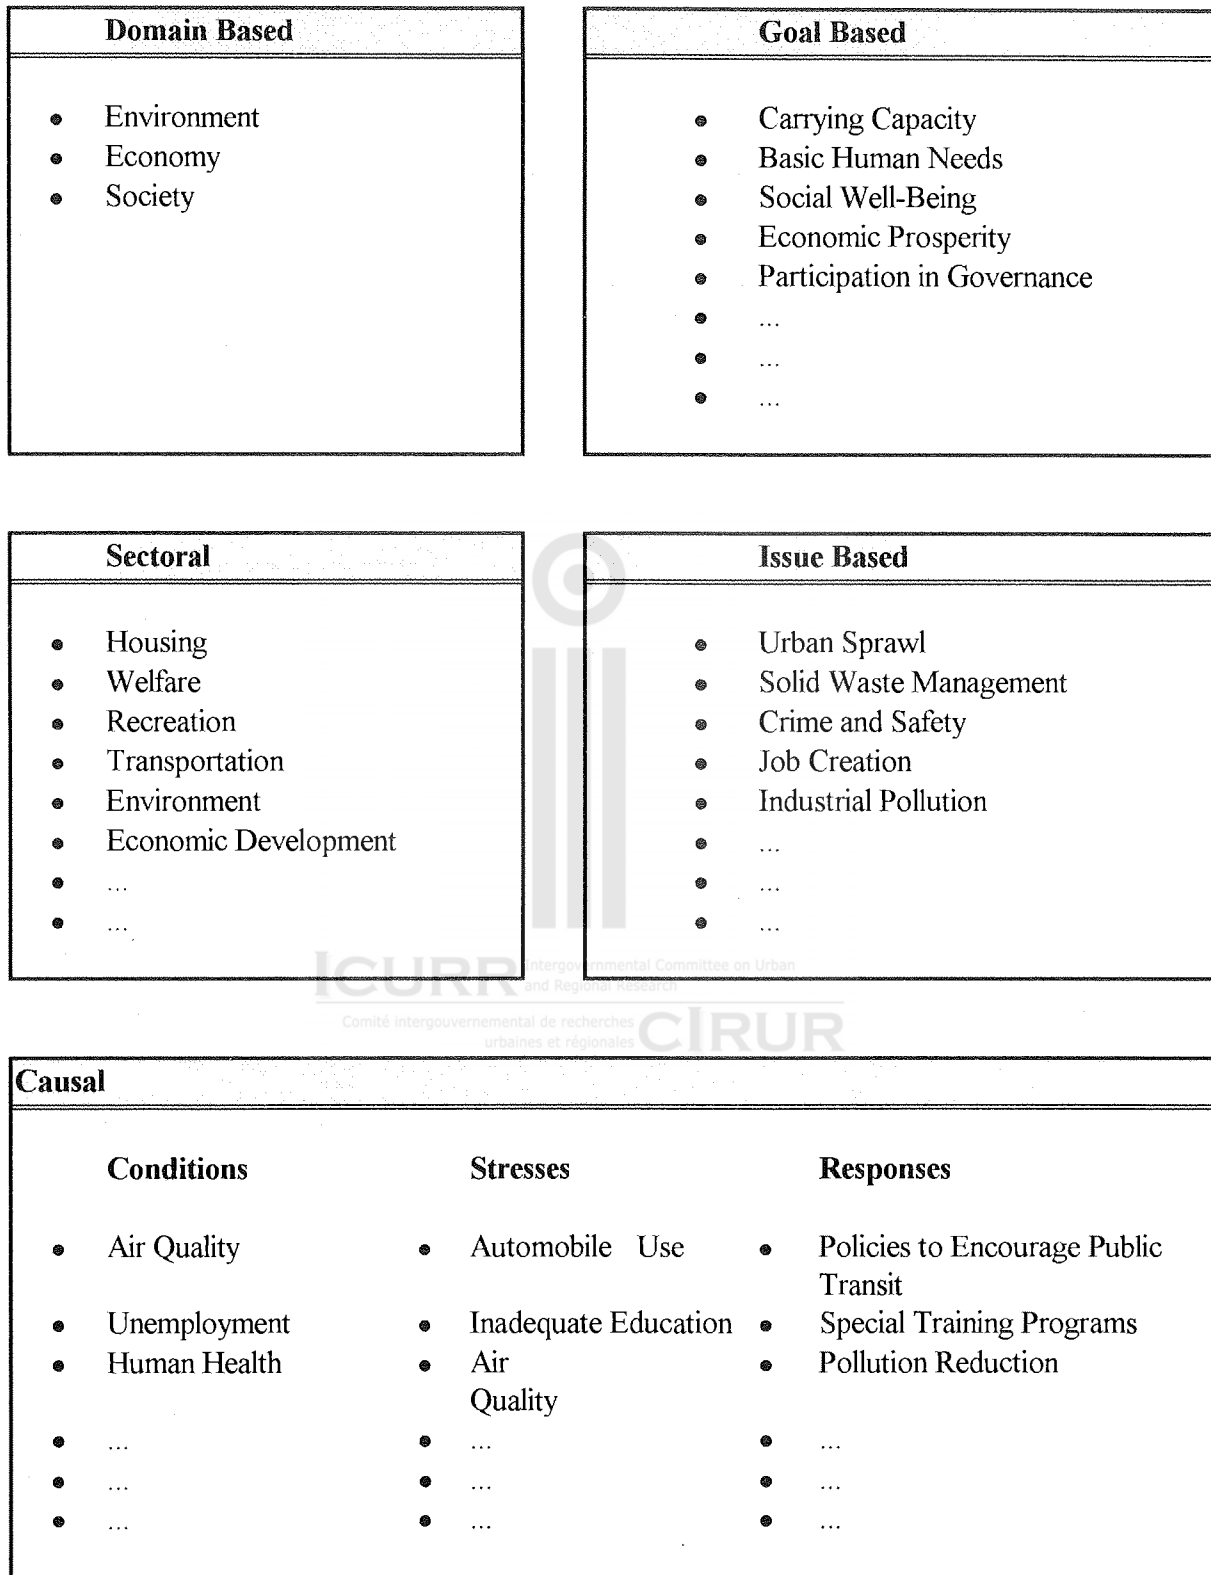 Domain Based
• Environment
• Economy
• Society
Goal Based
• Carrying Capacity
• Basic Human Needs
• Social Well-Being
• Economic Prosperity
• Participation in Governance
• ...
• ...
• ...
Sectoral
• Housing
• Welfare
• Recreation
• Transportation
• Environment
• Economic Development
• ...
• ...
Issue Based
• Urban Sprawl
• Solid Waste Management
• Crime and Safety
• Job Creation
• Industrial Pollution
• ...
• ...
• ...
ICURR Intergovernmental Committee on Urban
and Regional Research
Comité intergouvernemental de recherches
urbaines et régionales CIRUR
Causal
Conditions Stresses Responses
• Air Quality • Automobile Use • Policies to Encourage Public
Transit
• Unemployment • Inadequate Education • Special Training Programs
• Human Health • Air • Pollution Reduction
Quality
• ... • ... • ...
• ... • ... • ...
• ... • ... • ...